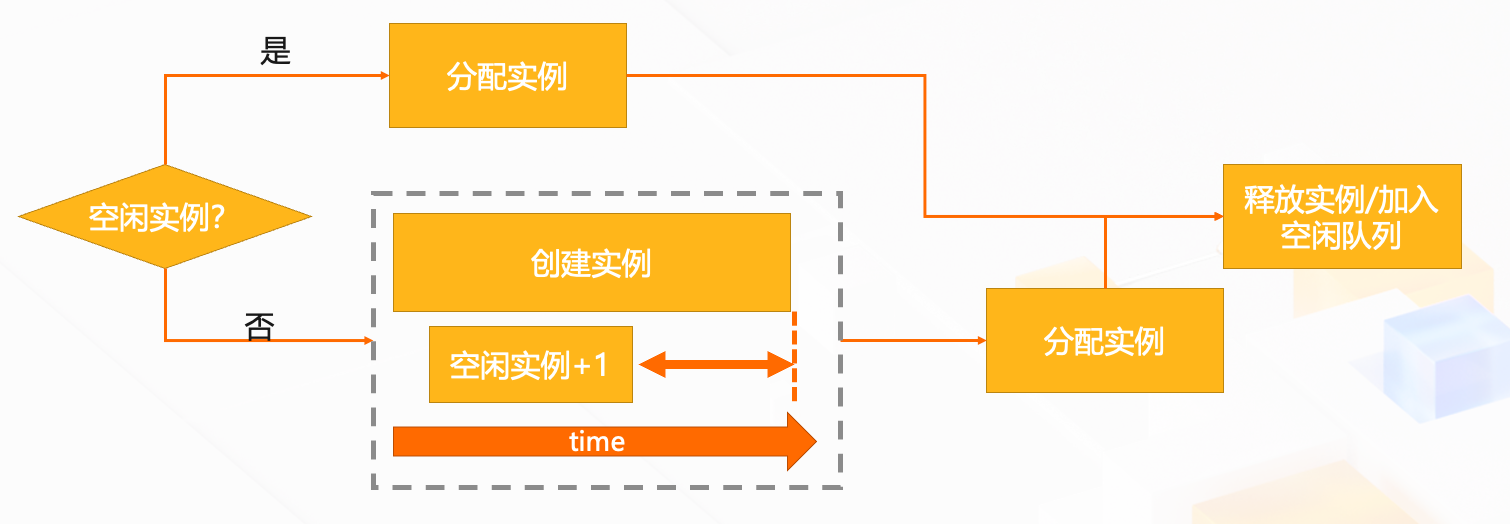 是
分配实例
空闲实例?
创建实例
否
空闲实例+1
time
分配实例
释放实例/加入
空闲队列